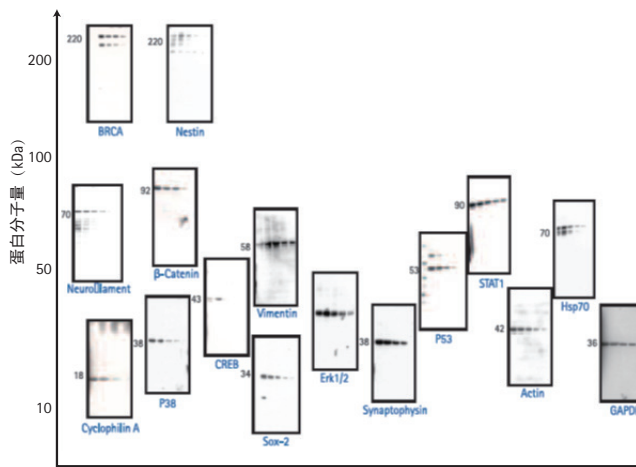 蛋白分子量（kDa）
200
100
50
10
220
BRCA
220
Nestin
70
Neurofilament
92
β-Catenin
43
CREB
58
Vimentin
53
P53
90
STAT1
70
Hsp70
18
Cyclophilin A
38
P38
34
Sox-2
Erk1/2
38
Synaptophysin
42
Actin
36
GAPD